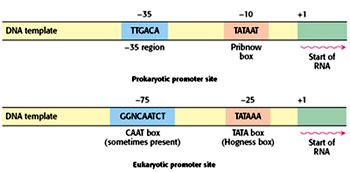 −35 −10 +1
DNA template TTGACA TATAAT
−35 region Pribnow box Start of RNA
Prokaryotic promoter site
−75 −25 +1
DNA template GGNCAATCT TATAAA
CAAT box (sometimes present) TATA box (Hogness box) Start of RNA
Eukaryotic promoter site